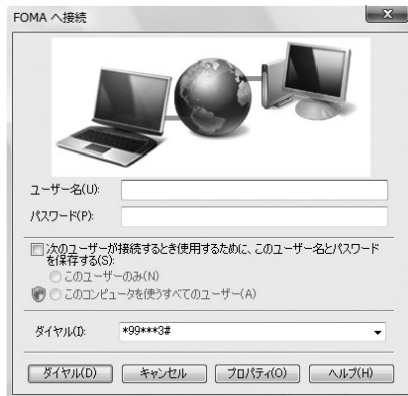 FOMA へ接続
ユーザー名(U):
パスワード(P):
次のユーザーが接続するとき使用するために、このユーザー名とパスワード
を保存する(S):
このユーザーのみ(N)
このコンピュータを使うすべてのユーザー(A)
ダイヤル(I): *99***3#
ダイヤル(D) キャンセル プロパティ(O) ヘルプ(H)